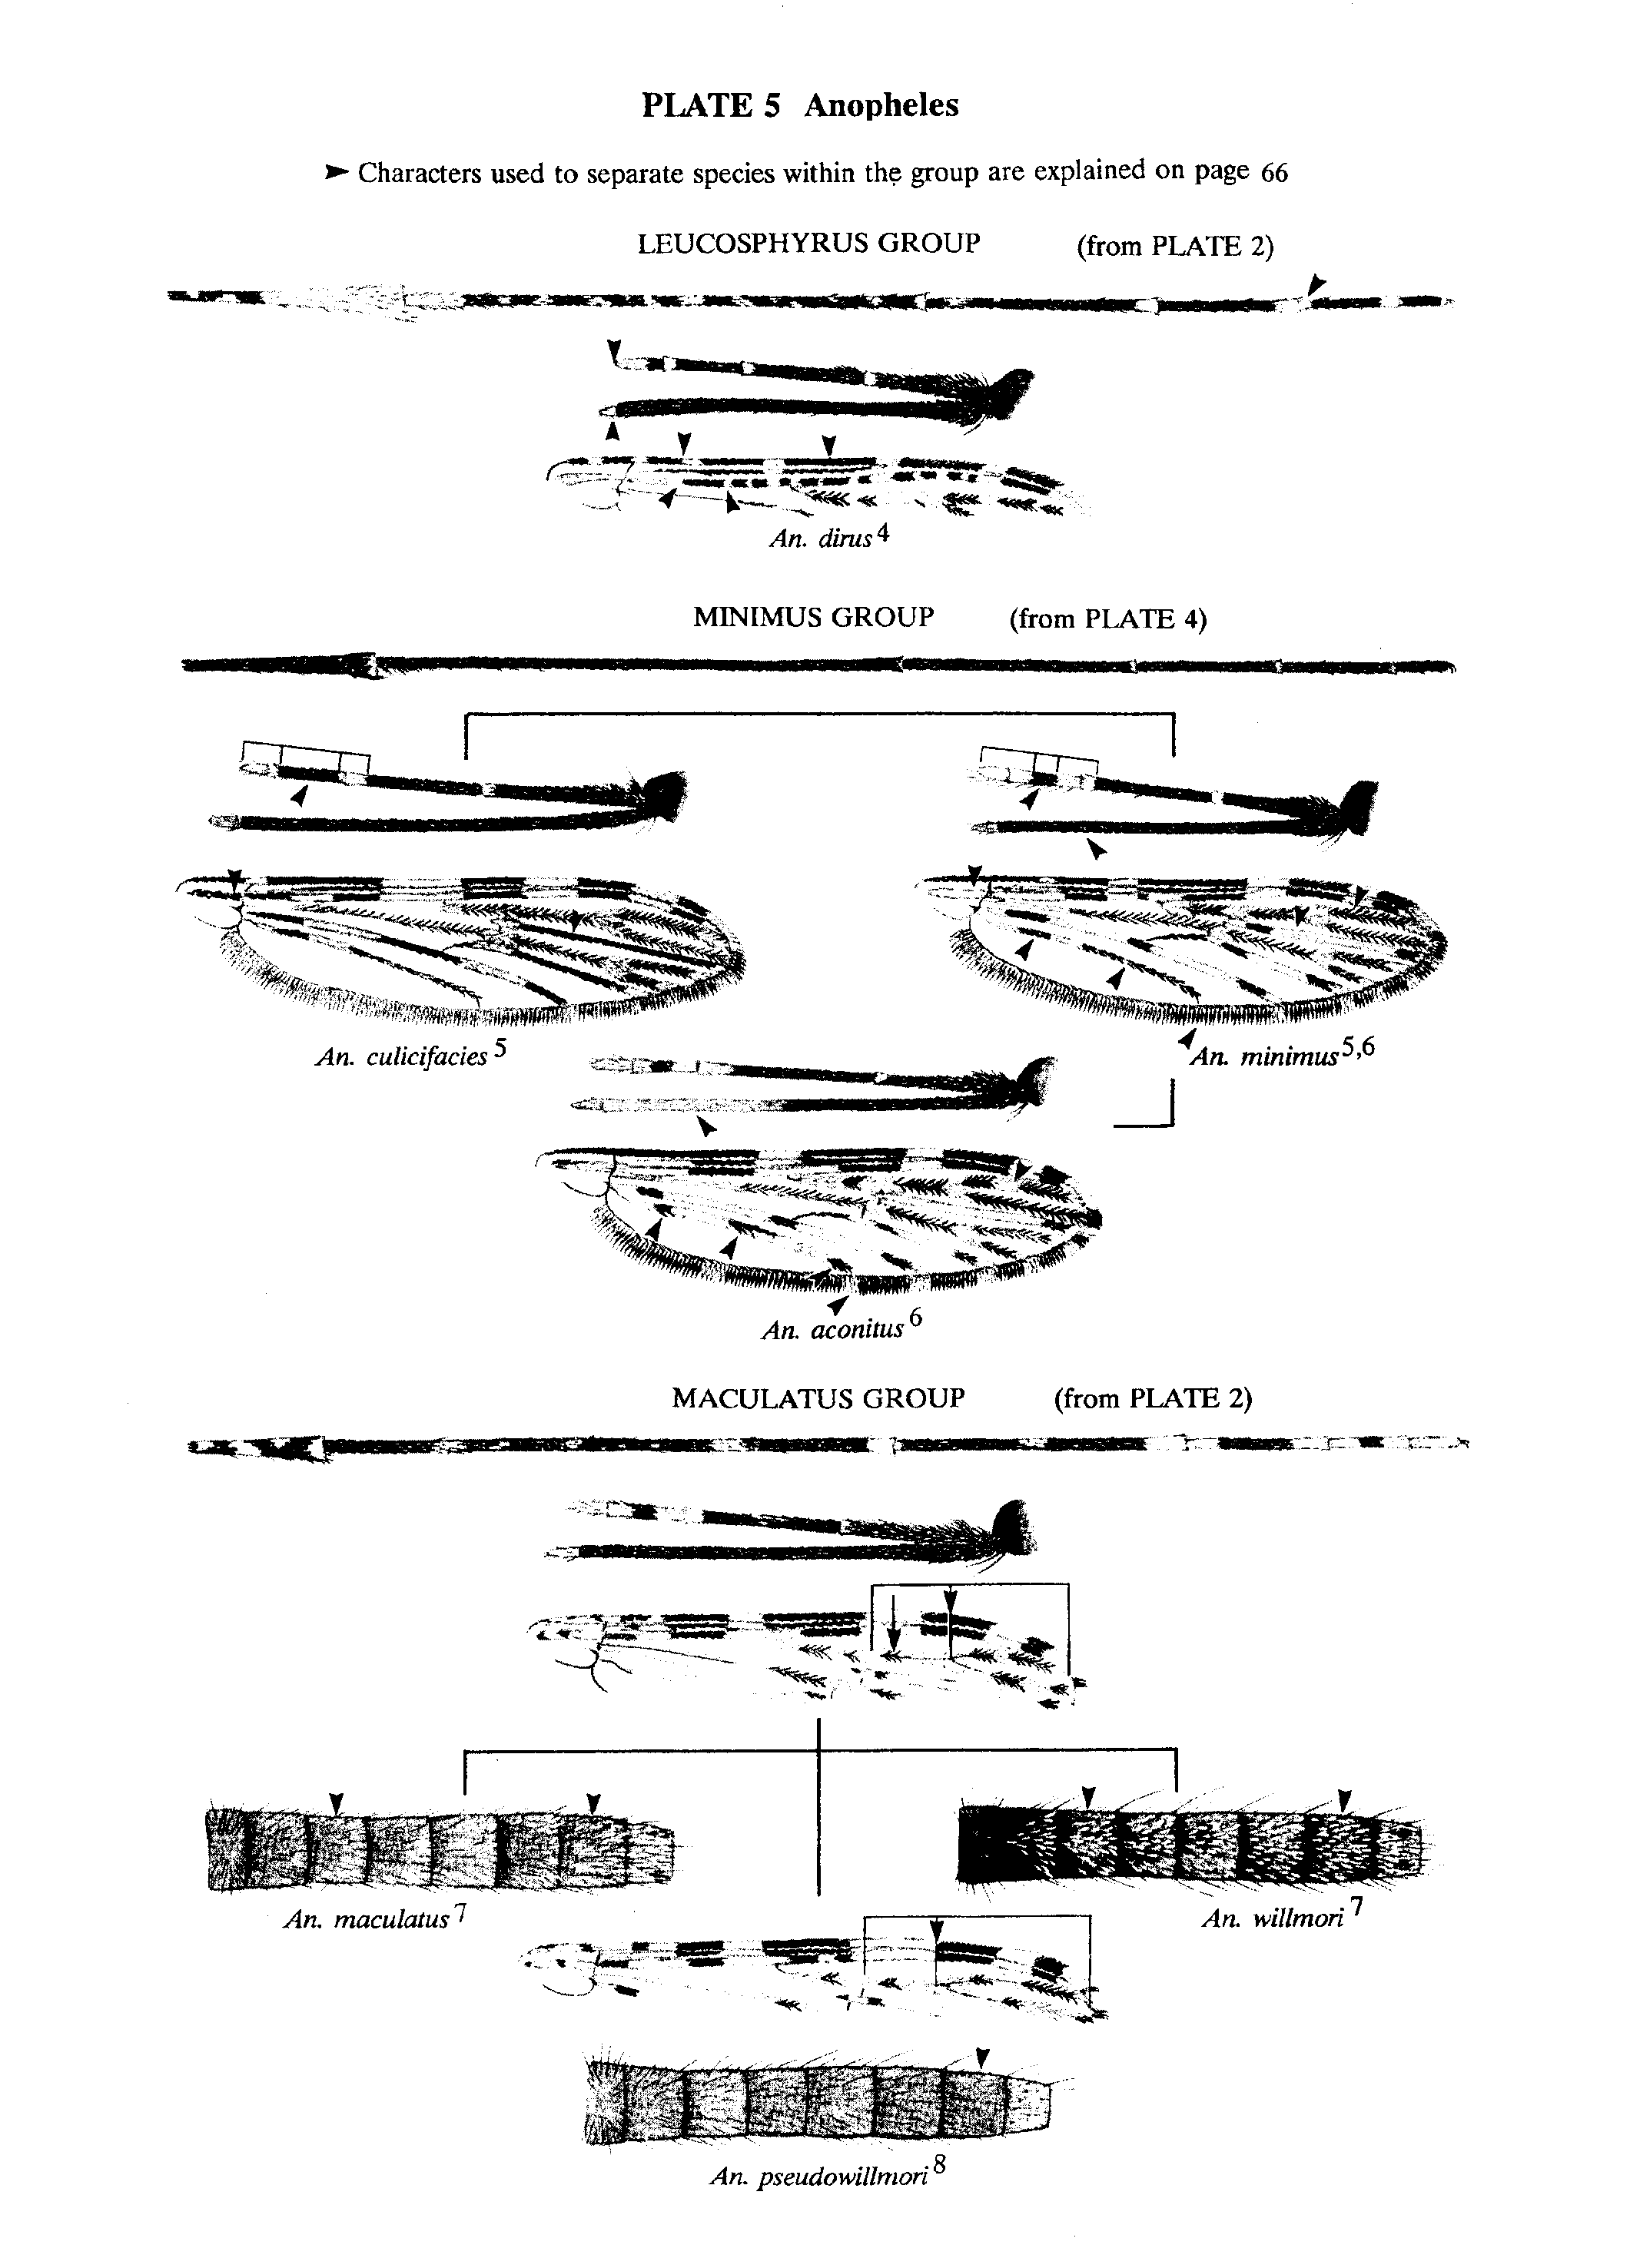 PLATE 5 Anopheles
➤ Characters used to separate species within the group are explained on page 66
LEUCOSPHYRUS GROUP (from PLATE 2)
An. dirus 4
MINIMUS GROUP (from PLATE 4)
An. culicifacies 5
An. minimus 5,6
An. aconitus 6
MACULATUS GROUP (from PLATE 2)
An. maculatus 7
An. willmori 7
An. pseudowillmori 8